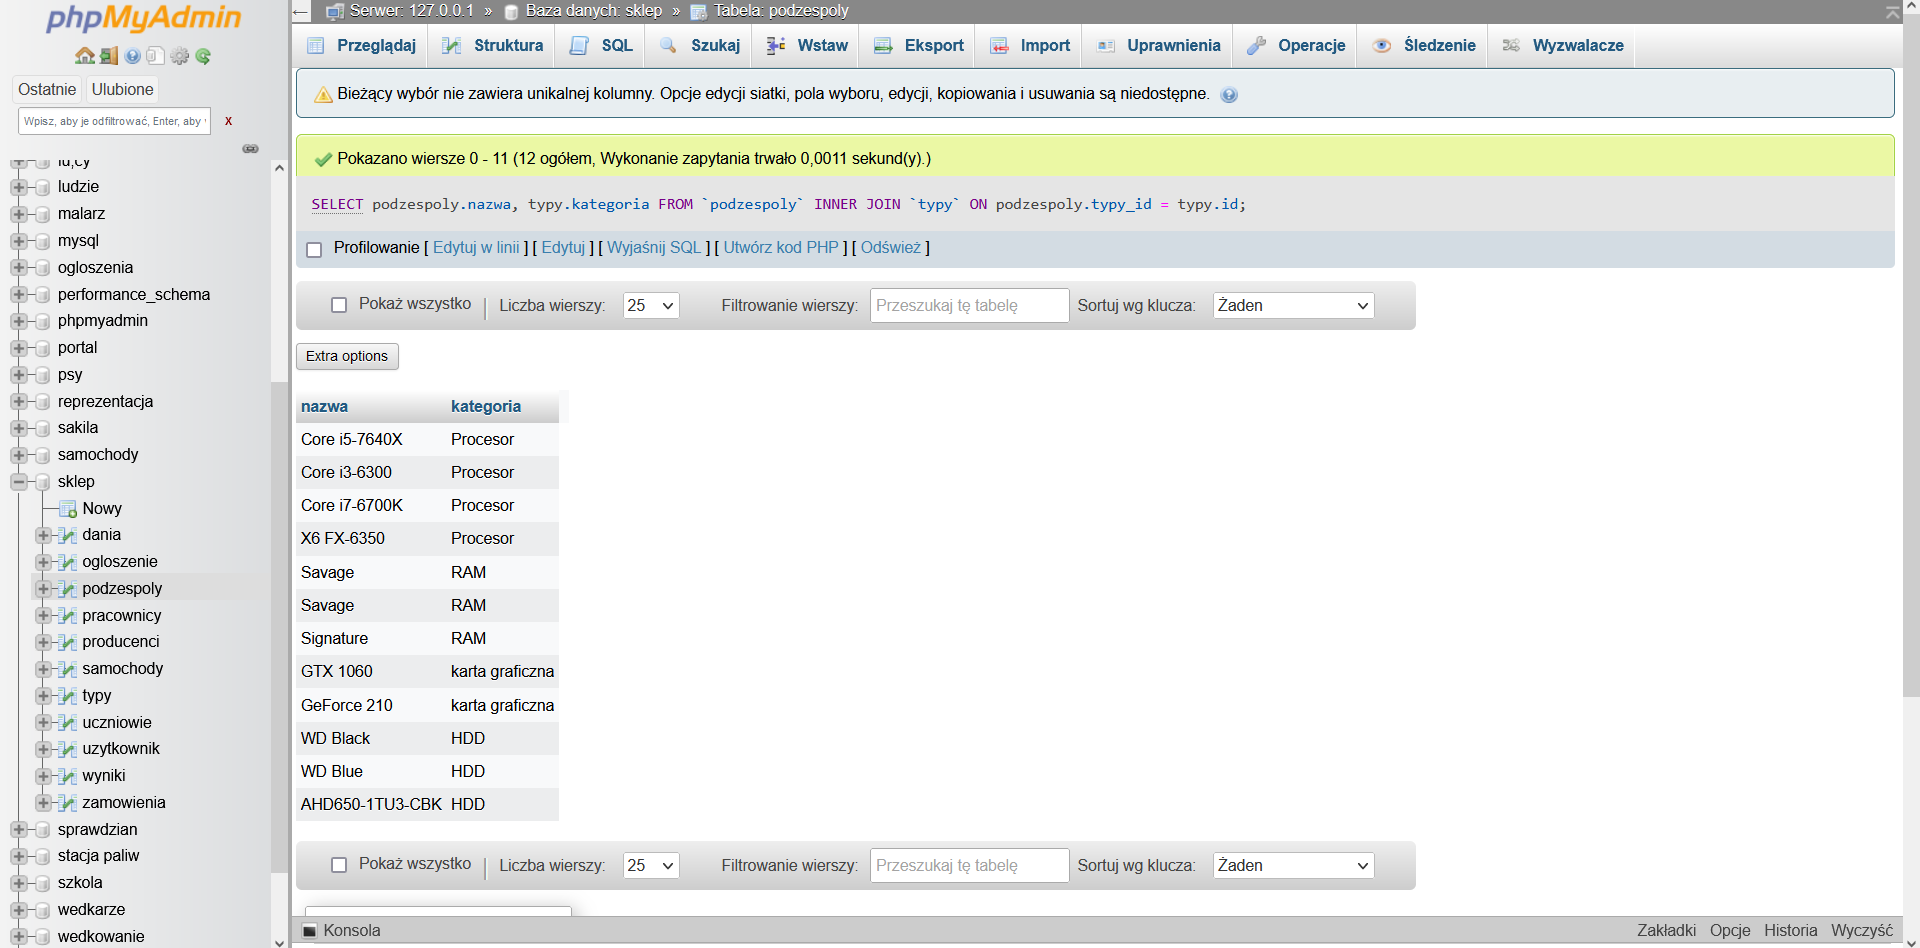 phpMyAdmin
Ostatnie Ulubione
Wpisz, aby je odfiltrować, Enter, aby
X
ludzie
malarz
mysql
ogloszenia
performance_schema
phpmyadmin
portal
psy
reprezentacja
sakila
samochody
sklep
Nowy
dania
ogloszenie
podzespoly
pracownicy
producenci
samochody
typy
uczniowie
uzytkownik
wyniki
zamowienia
sprawdzian
stacja paliw
szkola
wedkarze
wedkowanie
Serwer: 127.0.0.1 » Baza danych: sklep » Tabela: podzespoly
Przeglądaj Struktura SQL Szukaj Wstaw Eksport Import Uprawnienia Operacje Śledzenie Wyzwalacze
Bieżący wybór nie zawiera unikalnej kolumny. Opcje edycji siatki, pola wyboru, edycji, kopiowania i usuwania są niedostępne.
Pokazano wiersze 0 - 11 (12 ogółem, Wykonanie zapytania trwało 0,0011 sekund(y).)
SELECT podzespoly.nazwa, typy.kategoria FROM `podzespoly` INNER JOIN `typy` ON podzespoly.typy_id = typy.id;
Profilowanie [ Edytuj w linii ] [ Edytuj ] [ Wyjaśnij SQL ] [ Utwórz kod PHP ] [ Odśwież ]
Pokaż wszystko | Liczba wierszy: 25 Filtrowanie wierszy: Przeszukaj tę tabelę Sortuj wg klucza: Żaden
Extra options
nazwa kategoria
Core i5-7640X Procesor
Core i3-6300 Procesor
Core i7-6700K Procesor
X6 FX-6350 Procesor
Savage RAM
Savage RAM
Signature RAM
GTX 1060 karta graficzna
GeForce 210 karta graficzna
WD Black HDD
WD Blue HDD
AHD650-1TU3-CBK HDD
Pokaż wszystko | Liczba wierszy: 25 Filtrowanie wierszy: Przeszukaj tę tabelę Sortuj wg klucza: Żaden
Konsola Zakładki Opcje Historia Wyczyść